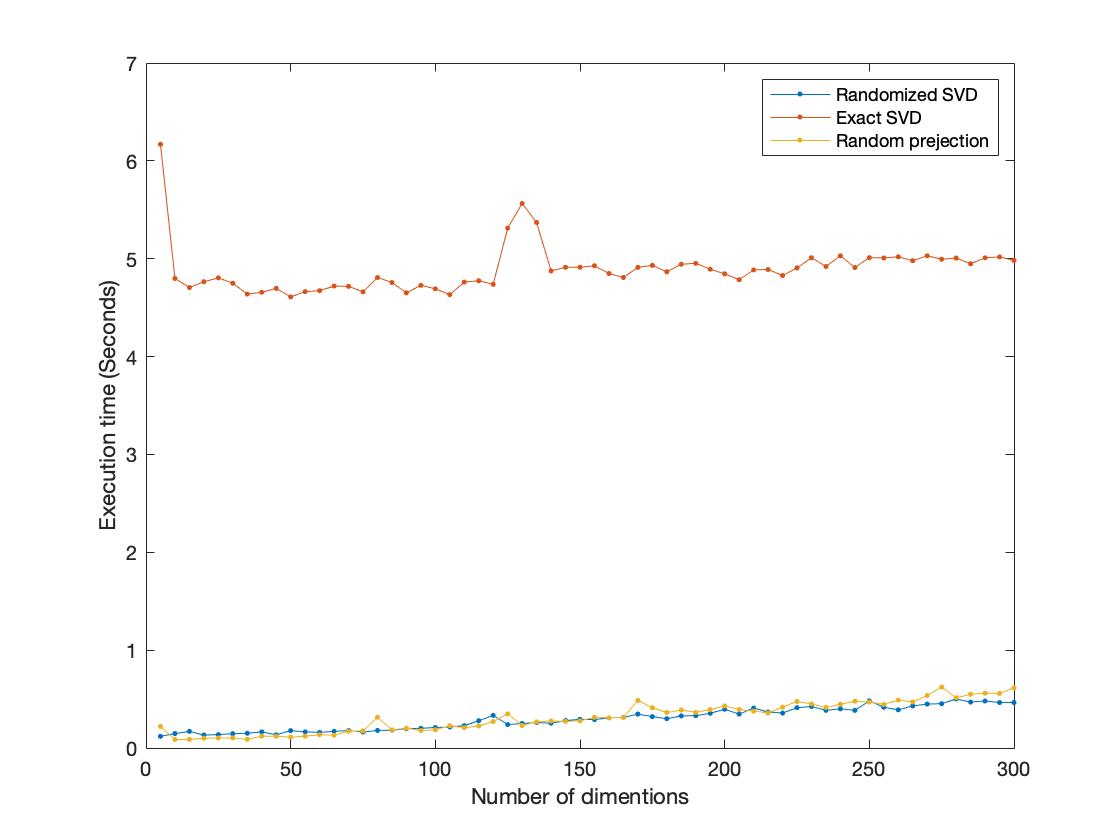 7
6
5
4
3
2
1
0
Execution time (Seconds)
Randomized SVD
Exact SVD
Random prejection
0 50 100 150 200 250 300
Number of dimentions